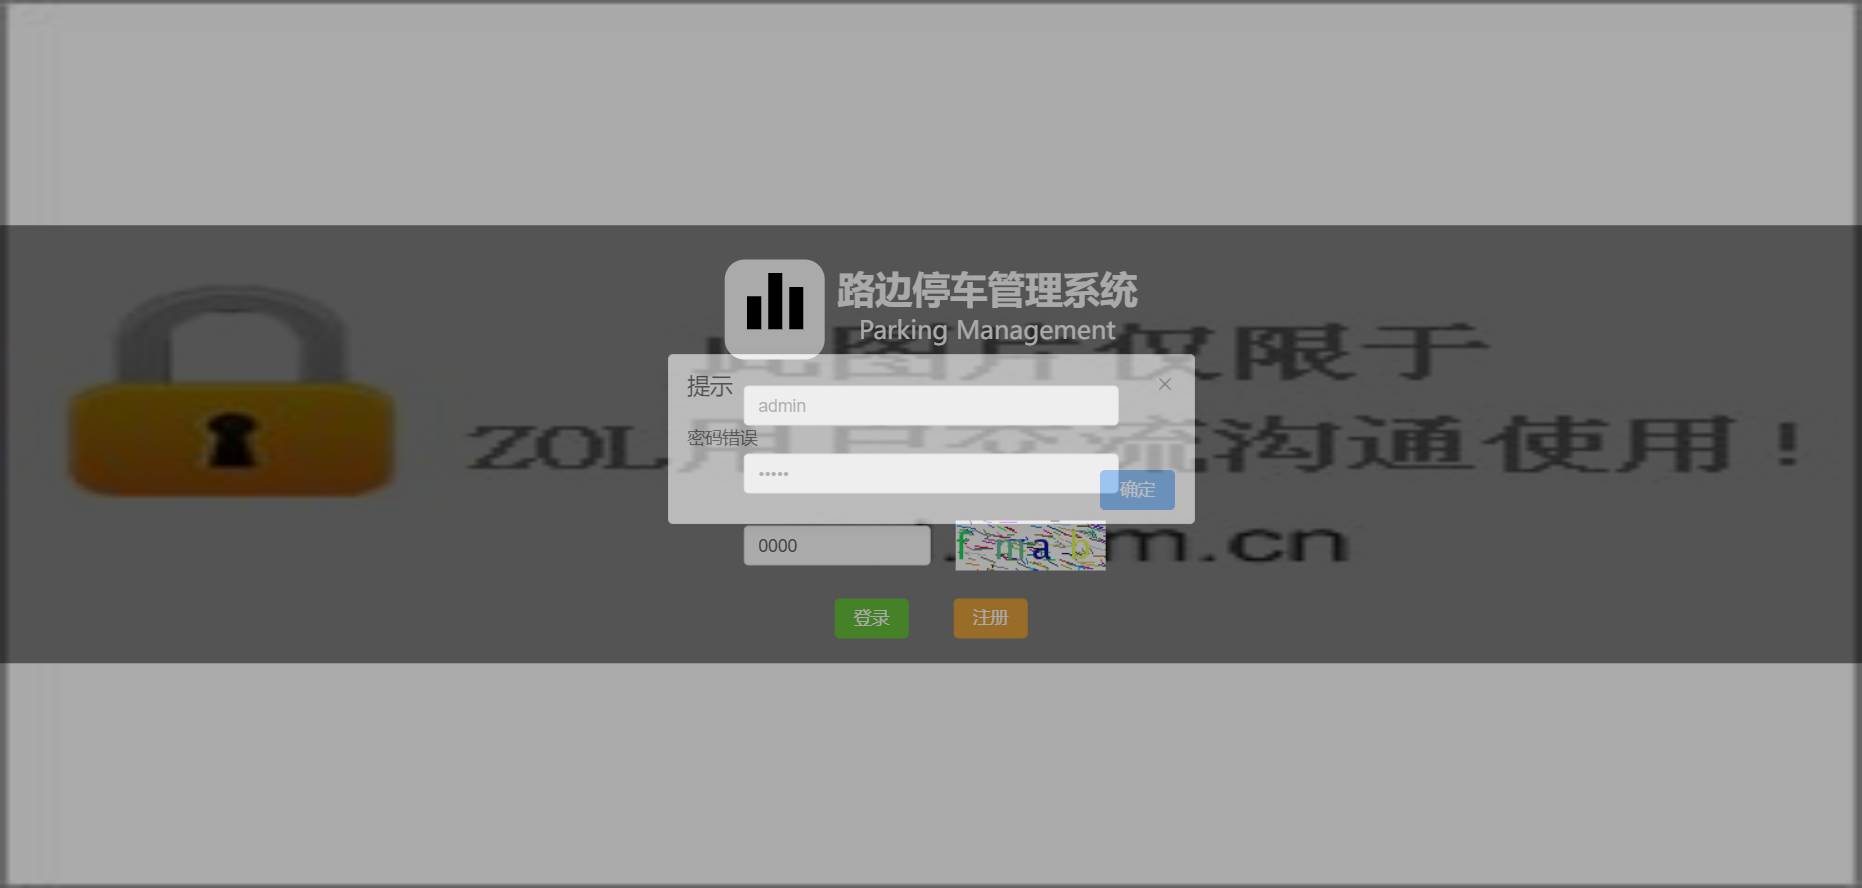 路边停车管理系统
Parking Management
此图片仅限于
提示
admin
密码错误
ZOL用户交流沟通使用!
•••••
确定
0000
f m a b
m.cn
登录
注册